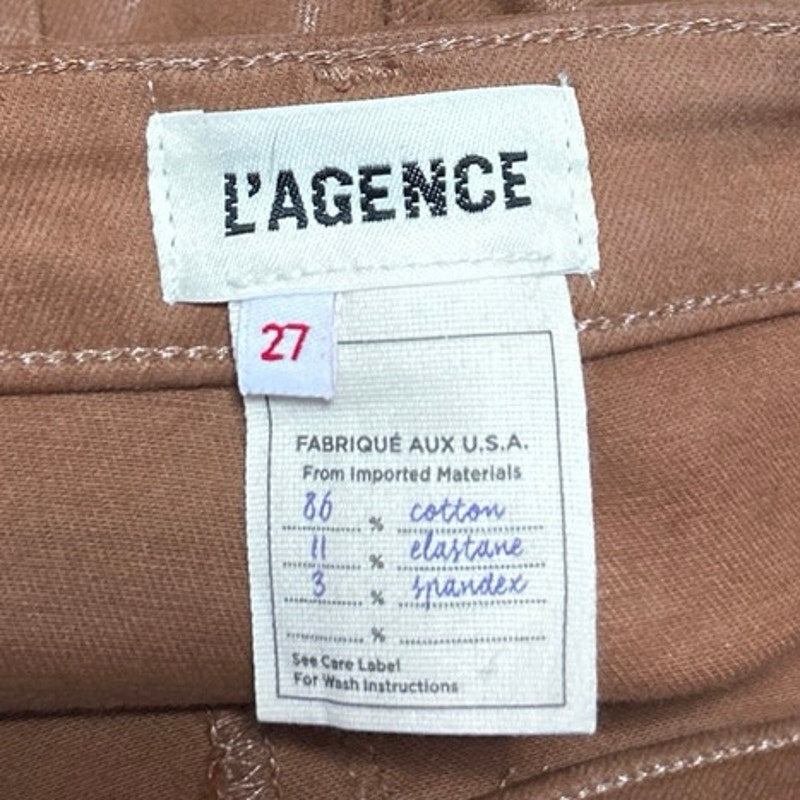 L'AGENCE
27
FABRIQUÉ AUX U.S.A.
From Imported Materials
86 % cotton
11 % elastane
3 % spandex
%
See Care Label
For Wash Instructions